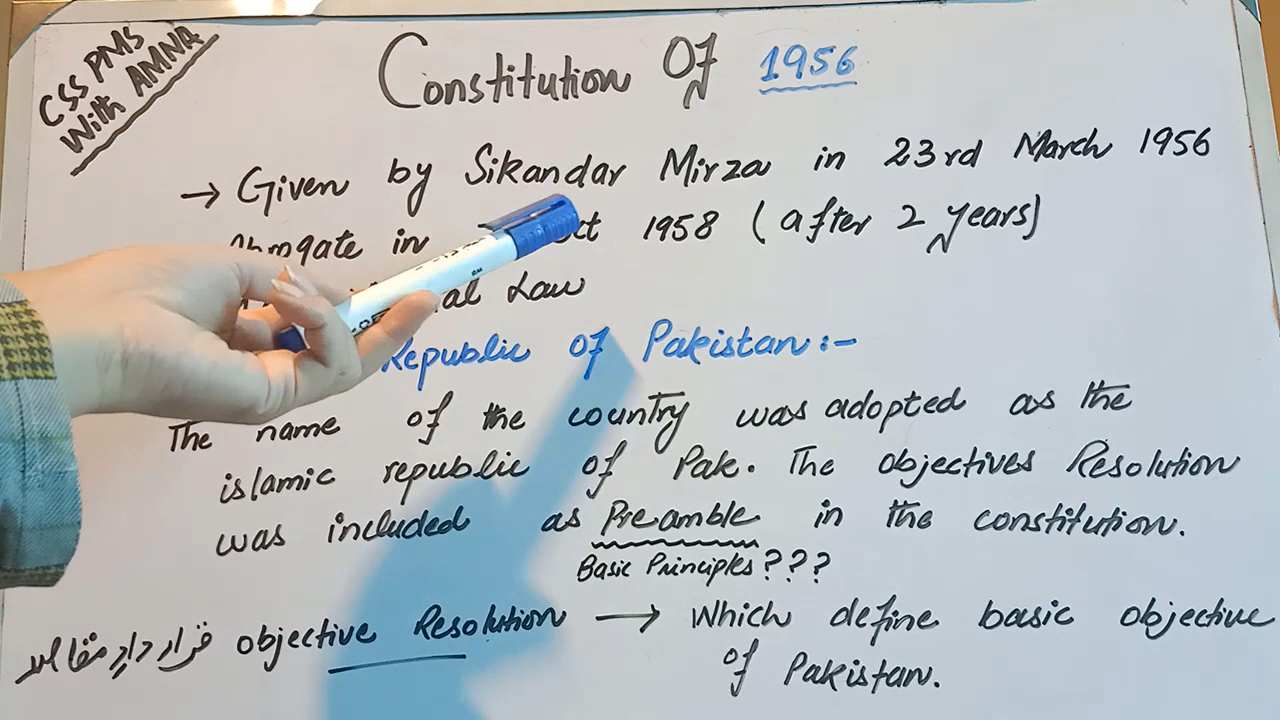 CSS PMS
With AMNA
Constitution Of 1956
→ Given by Sikandar Mirza in 23rd March 1956
Abrogate in 1958 (after 2 years)
Law
Republic of Pakistan:-
The name of the country was adopted as the
islamic republic of Pak. The objectives Resolution
was included as Preamble in the constitution.
Basic Principles???
قرار دادِ مقاصد objective Resolution → Which define basic objective
of Pakistan.